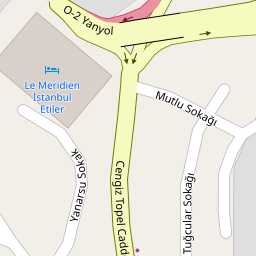 O-2 Yanyol
Le Meridien
İstanbul
Etiler
Mutlu Sokağı
Yanarsu Sokak
Cengiz Topel Cadd
Tuğcular Sokağı